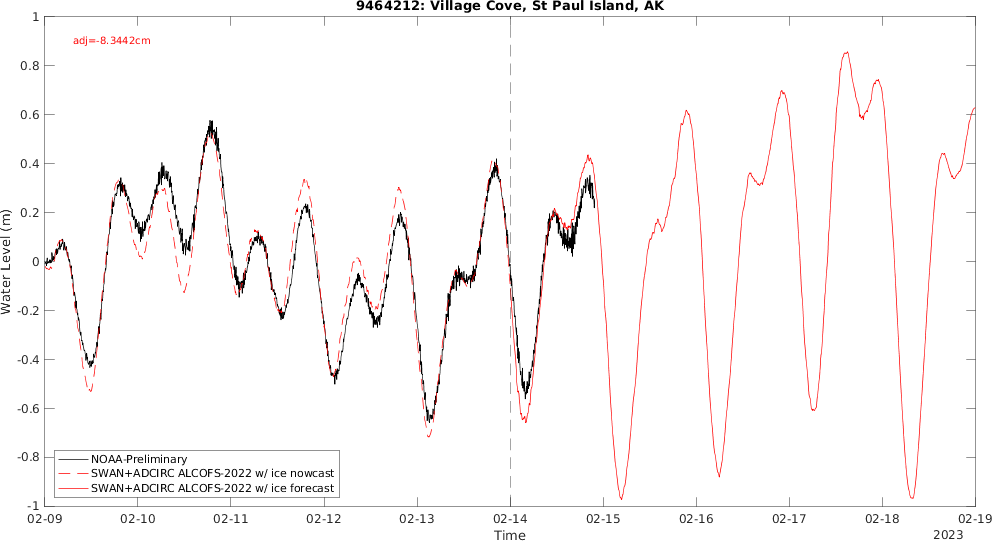 9464212: Village Cove, St Paul Island, AK
adj=-8.3442cm
1
0.8
0.6
0.4
0.2
0
-0.2
-0.4
-0.6
-0.8
-1
Water Level (m)
NOAA-Preliminary
SWAN+ADCIRC ALCOFS-2022 w/ ice nowcast
SWAN+ADCIRC ALCOFS-2022 w/ ice forecast
02-09 02-10 02-11 02-12 02-13 02-14 02-15 02-16 02-17 02-18 02-19
Time
2023